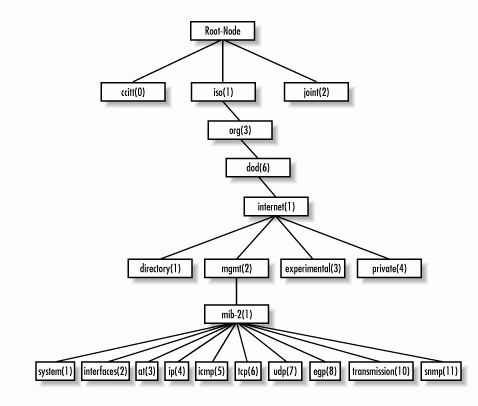 Root-Node
ccitt(0) iso(1) joint(2)
org(3)
dod(6)
internet(1)
directory(1) mgmt(2) experimental(3) private(4)
mib-2(1)
system(1) interfaces(2) at(3) ip(4) icmp(5) tcp(6) udp(7) egp(8) transmission(10) snmp(11)